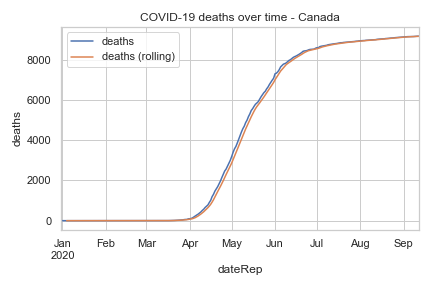 COVID-19 deaths over time - Canada
deaths
deaths (rolling)
deaths
8000
6000
4000
2000
0
Jan Feb Mar Apr May Jun Jul Aug Sep
2020
dateRep